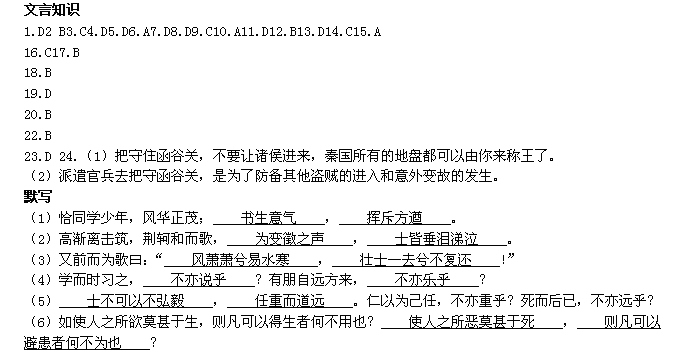 文言知识
1.D2 B3.C4.D5.D6.A7.D8.D9.C10.A11.D12.B13.D14.C15.A
16.C17.B
18.B
19.D
20.B
22.B
23.D 24.（1）把守住函谷关，不要让诸侯进来，秦国所有的地盘都可以由你来称王了。
（2）派遣官兵去把守函谷关，是为了防备其他盗贼的进入和意外变故的发生。
默写
（1）恰同学少年，风华正茂；　书生意气　，　挥斥方遒　。
（2）高渐离击筑，荆轲和而歌，　为变徵之声　，　士皆垂泪涕泣　。
（3）又前而为歌曰：“　风萧萧兮易水寒　，　壮士一去兮不复还　！”
（4）学而时习之，　不亦说乎　？有朋自远方来，　不亦乐乎　？
（5）　士不可以不弘毅　，　任重而道远　。仁以为己任，不亦重乎？死而后已，不亦远乎？
（6）如使人之所欲莫甚于生，则凡可以得生者何不用也？　使人之所恶莫甚于死　，　则凡可以
避患者何不为也　？